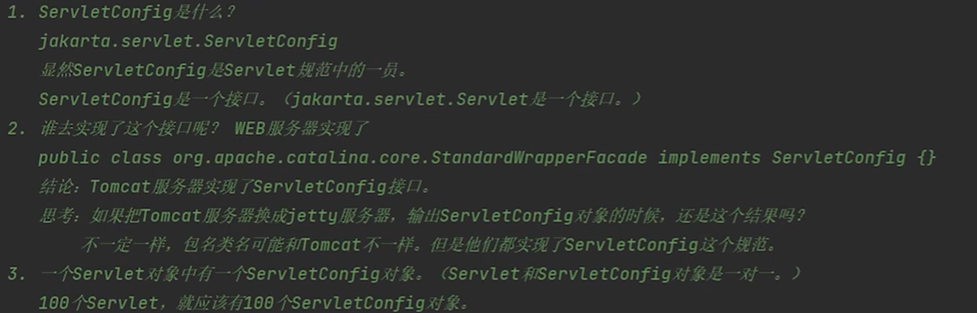 1. ServletConfig是什么?
jakarta.servlet.ServletConfig
显然ServletConfig是Servlet规范中的一员。
ServletConfig是一个接口。(jakarta.servlet.Servlet是一个接口。)
2. 谁去实现了这个接口呢? WEB服务器实现了
public class org.apache.catalina.core.StandardWrapperFacade implements ServletConfig {}
结论:Tomcat服务器实现了ServletConfig接口。
思考:如果把Tomcat服务器换成jetty服务器,输出ServletConfig对象的时候,还是这个结果吗?
不一定一样,包名类名可能和Tomcat不一样。但是他们都实现了ServletConfig这个规范。
3. 一个Servlet对象中有一个ServletConfig对象。(Servlet和ServletConfig对象是一对一。)
100个Servlet,就应该有100个ServletConfig对象。